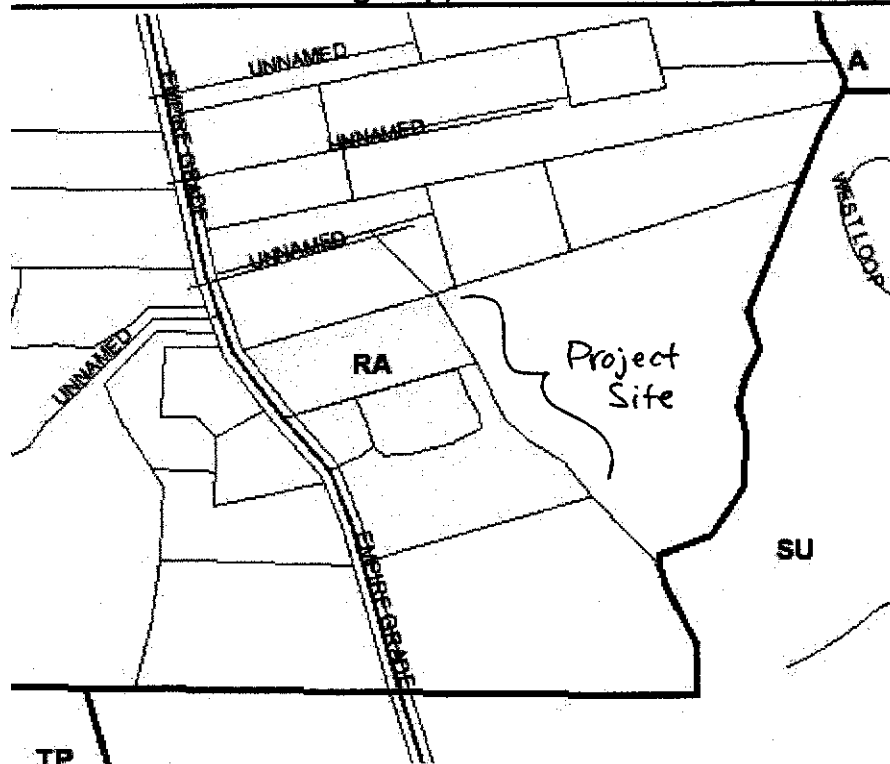 UNNAMED
A
EMPIRE GRADE
UNNAMED
WEST LOOP
UNNAMED
UNNAMED
RA
Project
Site
EMPIRE GRADE
SU
TP